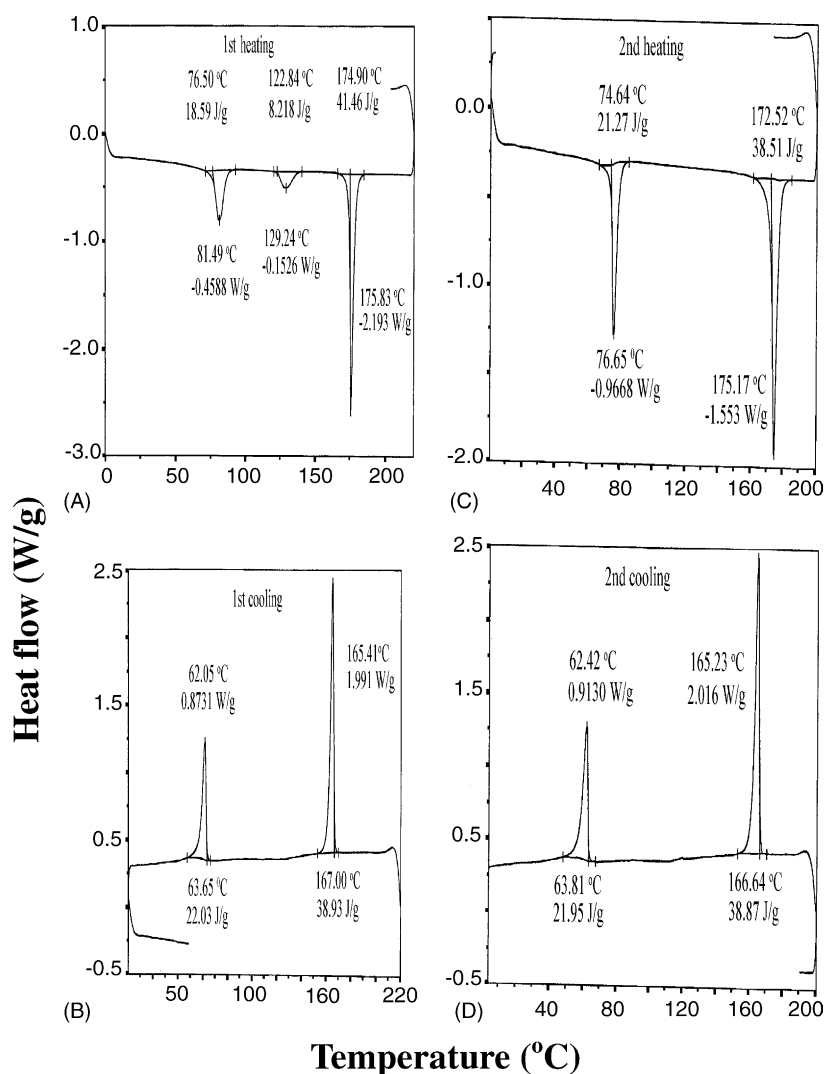 1st heating
76.50 °C
18.59 J/g
122.84 °C
8.218 J/g
174.90 °C
41.46 J/g
81.49 °C
-0.4588 W/g
129.24 °C
-0.1526 W/g
175.83 °C
-2.193 W/g
1.0
0.0
-1.0
-2.0
-3.0
0
50
100
150
200
(A)
2nd heating
74.64 °C
21.27 J/g
172.52 °C
38.51 J/g
76.65 °C
-0.9668 W/g
175.17 °C
-1.553 W/g
0.0
-1.0
-2.0
40
80
120
160
200
(C)
Heat flow (W/g)
1st cooling
62.05 °C
0.8731 W/g
165.41°C
1.991 W/g
63.65 °C
22.03 J/g
167.00 °C
38.93 J/g
2.5
1.5
0.5
-0.5
50
100
160
220
(B)
2nd cooling
62.42 °C
0.9130 W/g
165.23 °C
2.016 W/g
63.81 °C
21.95 J/g
166.64 °C
38.87 J/g
2.5
1.5
0.5
-0.5
40
80
120
160
200
(D)
Temperature (°C)